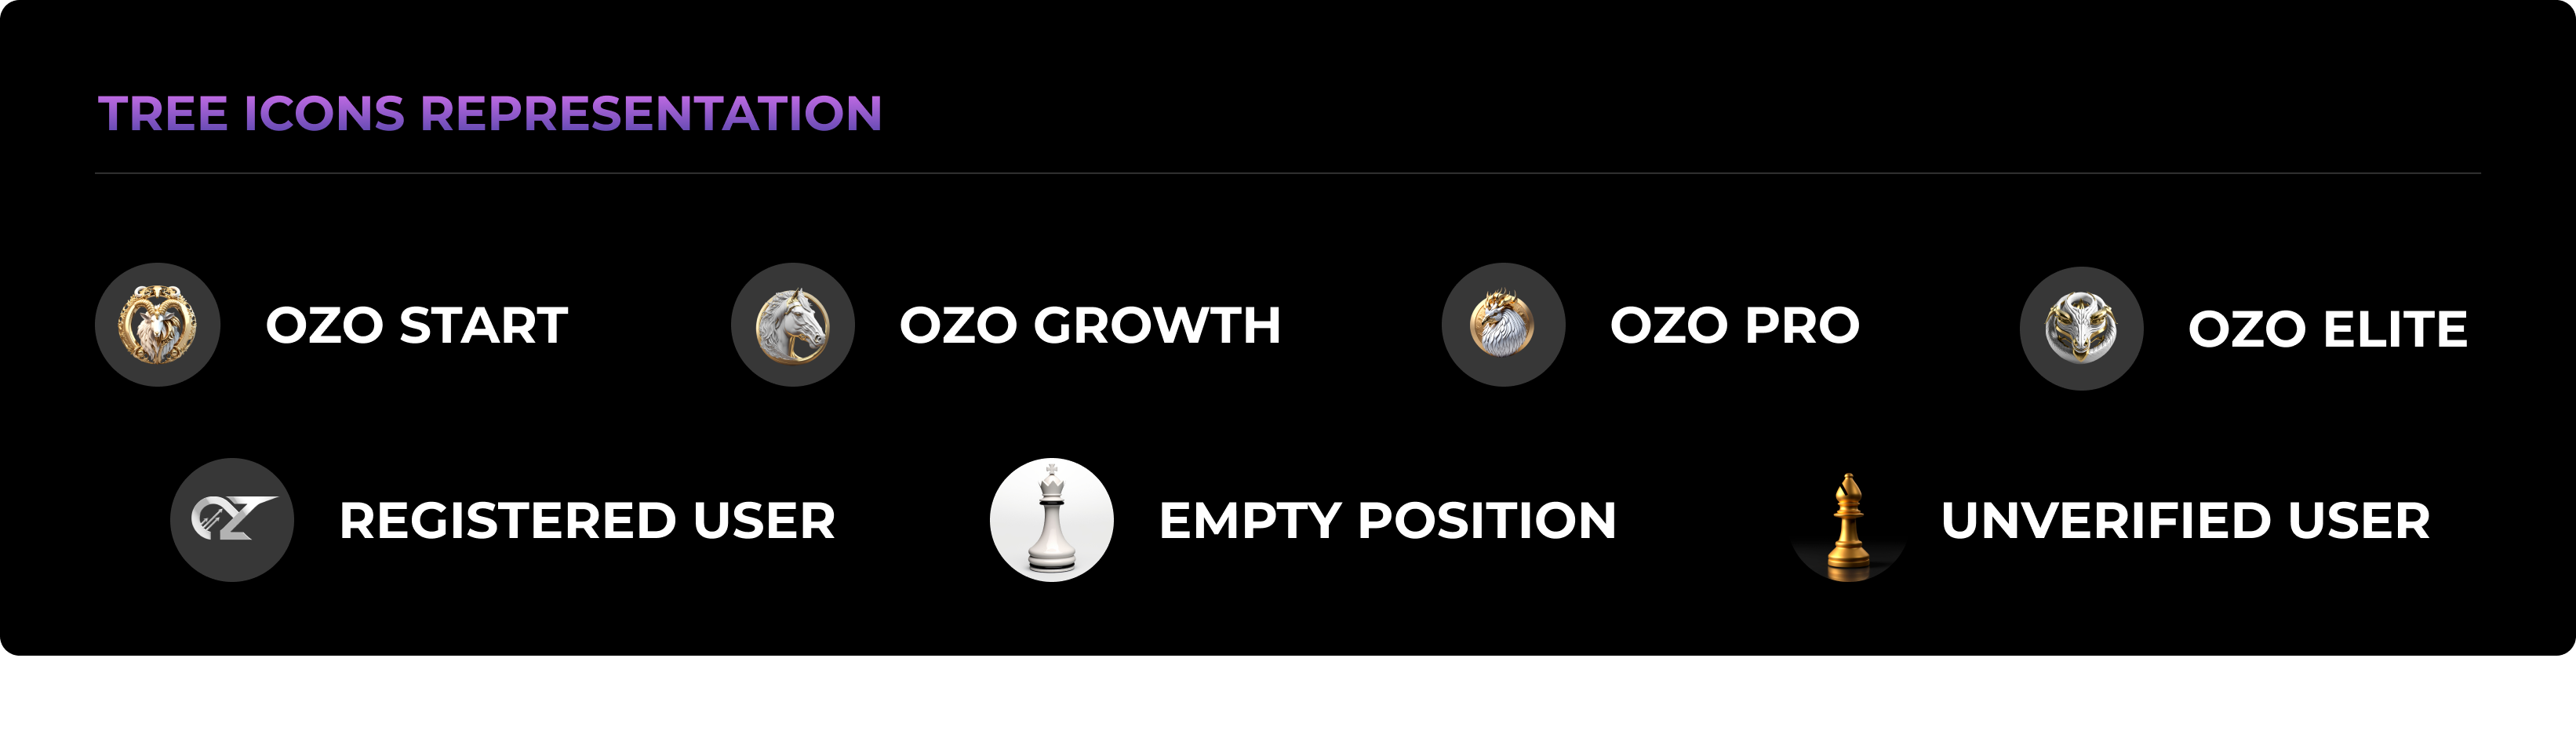 TREE ICONS REPRESENTATION
OZO START
OZO GROWTH
OZO PRO
OZO ELITE
REGISTERED USER
EMPTY POSITION
UNVERIFIED USER